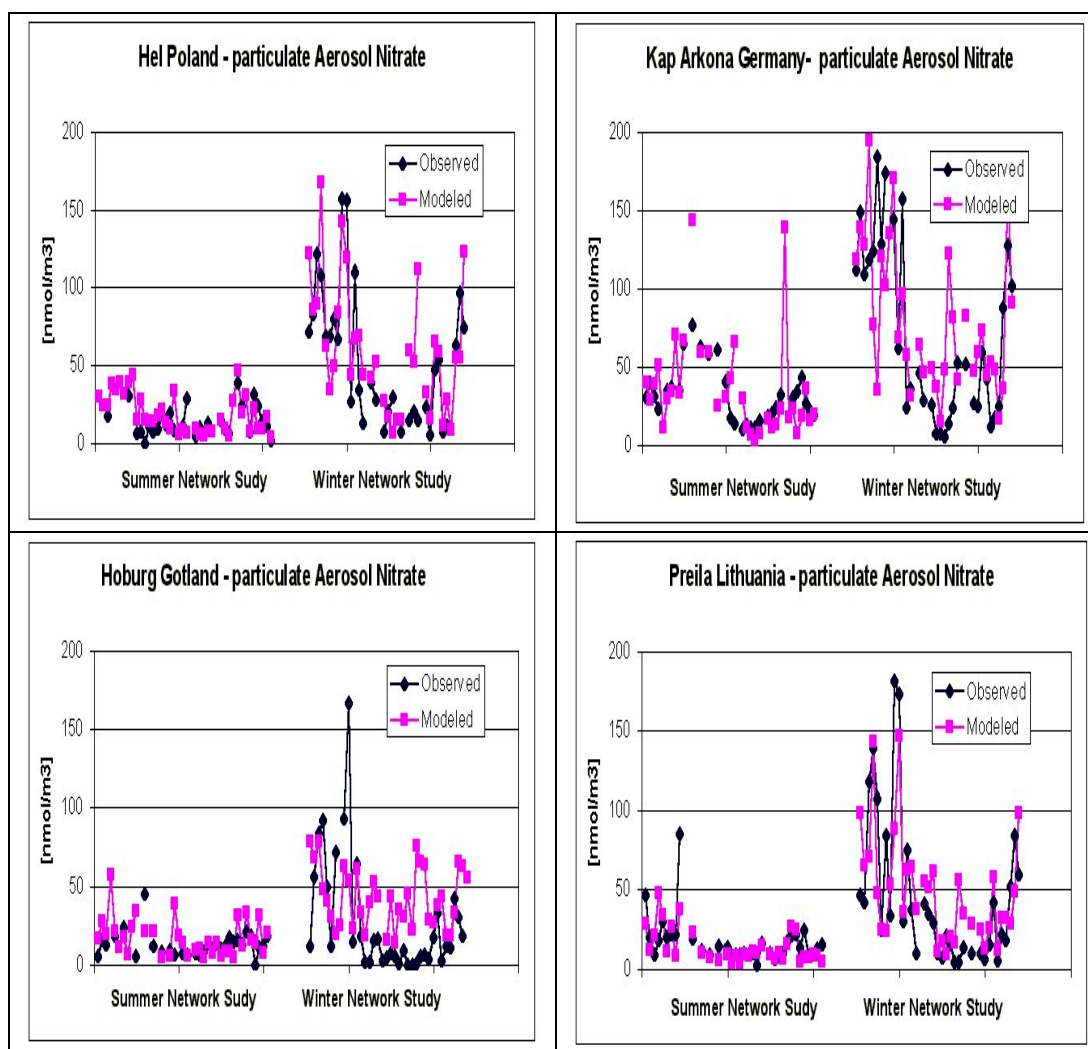 Hel Poland - particulate Aerosol Nitrate
[nmol/m3]
200
150
100
50
0
Observed
Modeled
Summer Network Sudy
Winter Network Study
Kap Arkona Germany- particulate Aerosol Nitrate
[nmol/m3]
200
150
100
50
0
Observed
Modeled
Summer Network Sudy
Winter Network Study
Hoburg Gotland - particulate Aerosol Nitrate
[nmol/m3]
200
150
100
50
0
Observed
Modeled
Summer Network Sudy
Winter Network Study
Preila Lithuania - particulate Aerosol Nitrate
[nmol/m3]
200
150
100
50
0
Observed
Modeled
Summer Network Sudy
Winter Network Study